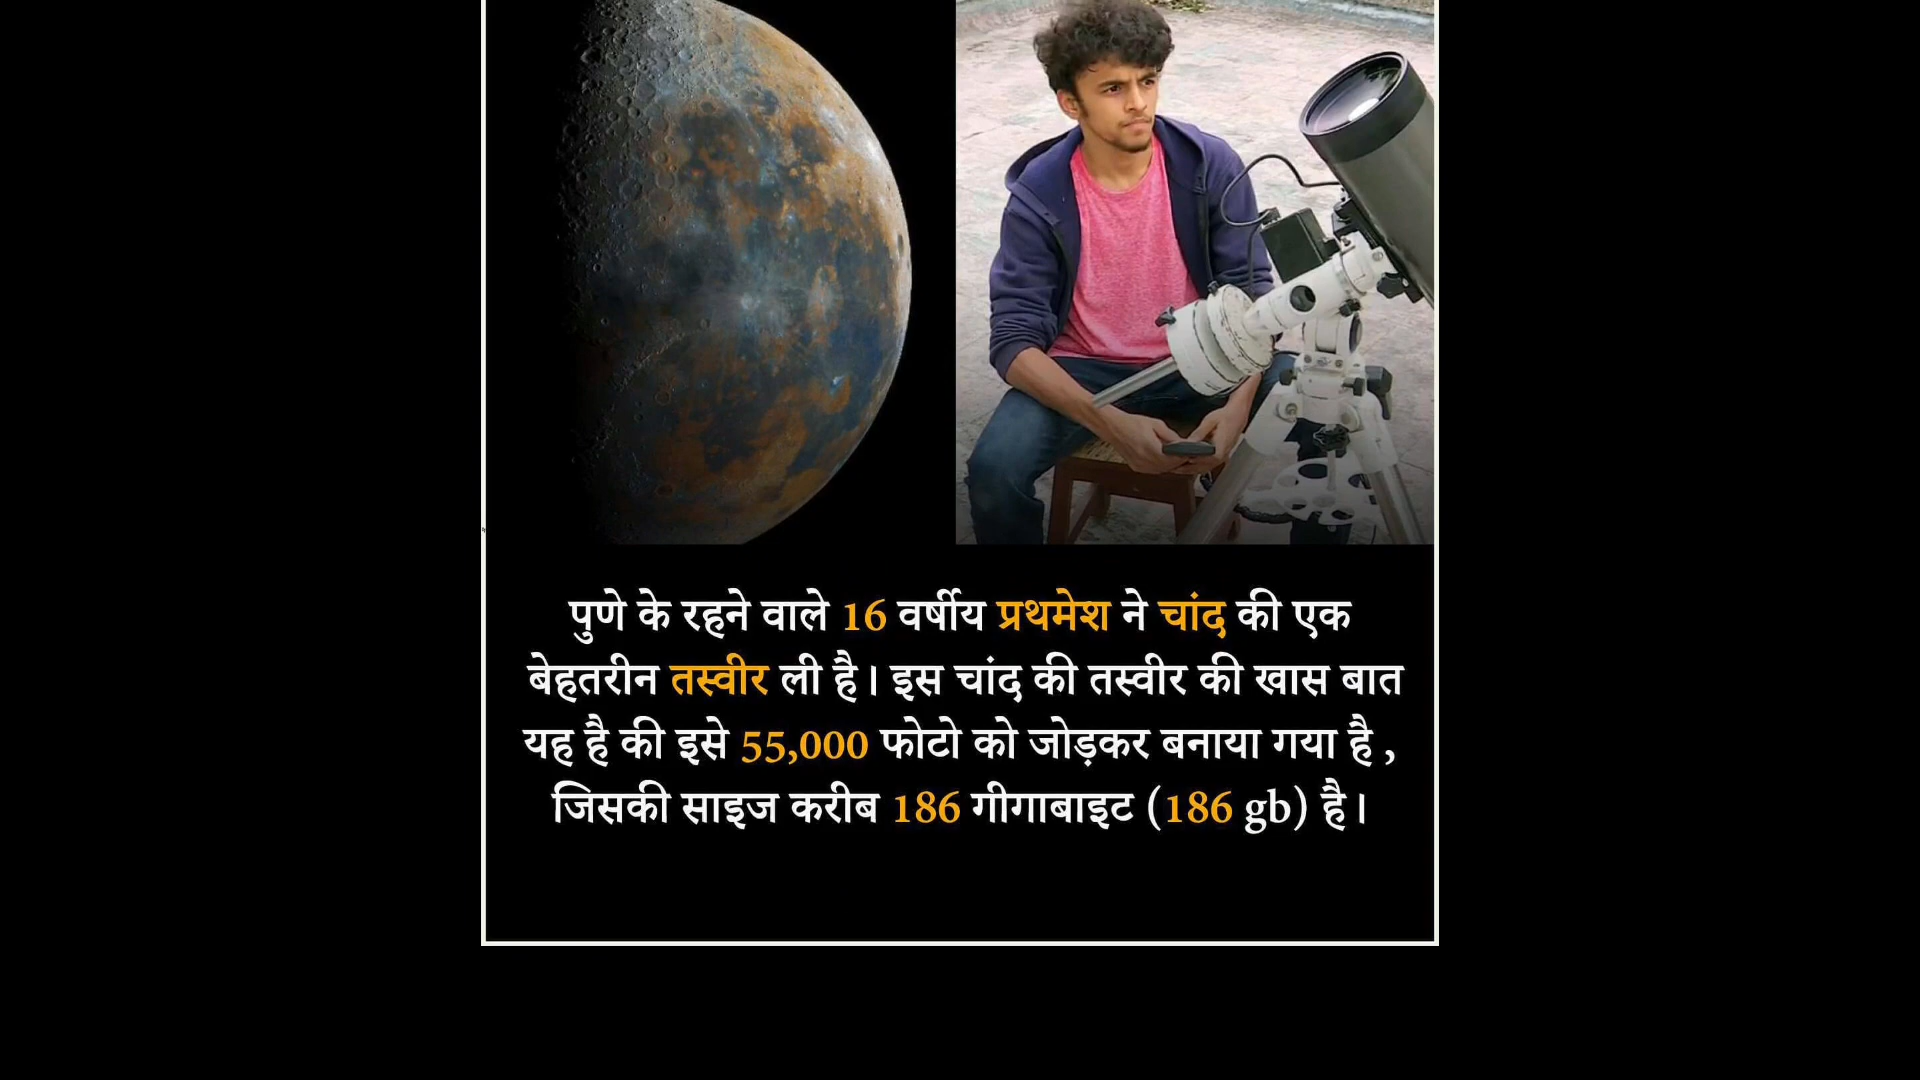 पुणे के रहने वाले 16 वर्षीय प्रथमेश ने चांद की एक
बेहतरीन तस्वीर ली है। इस चांद की तस्वीर की खास बात
यह है की इसे 55,000 फोटो को जोड़कर बनाया गया है ,
जिसकी साइज करीब 186 गीगाबाइट (186 gb) है।